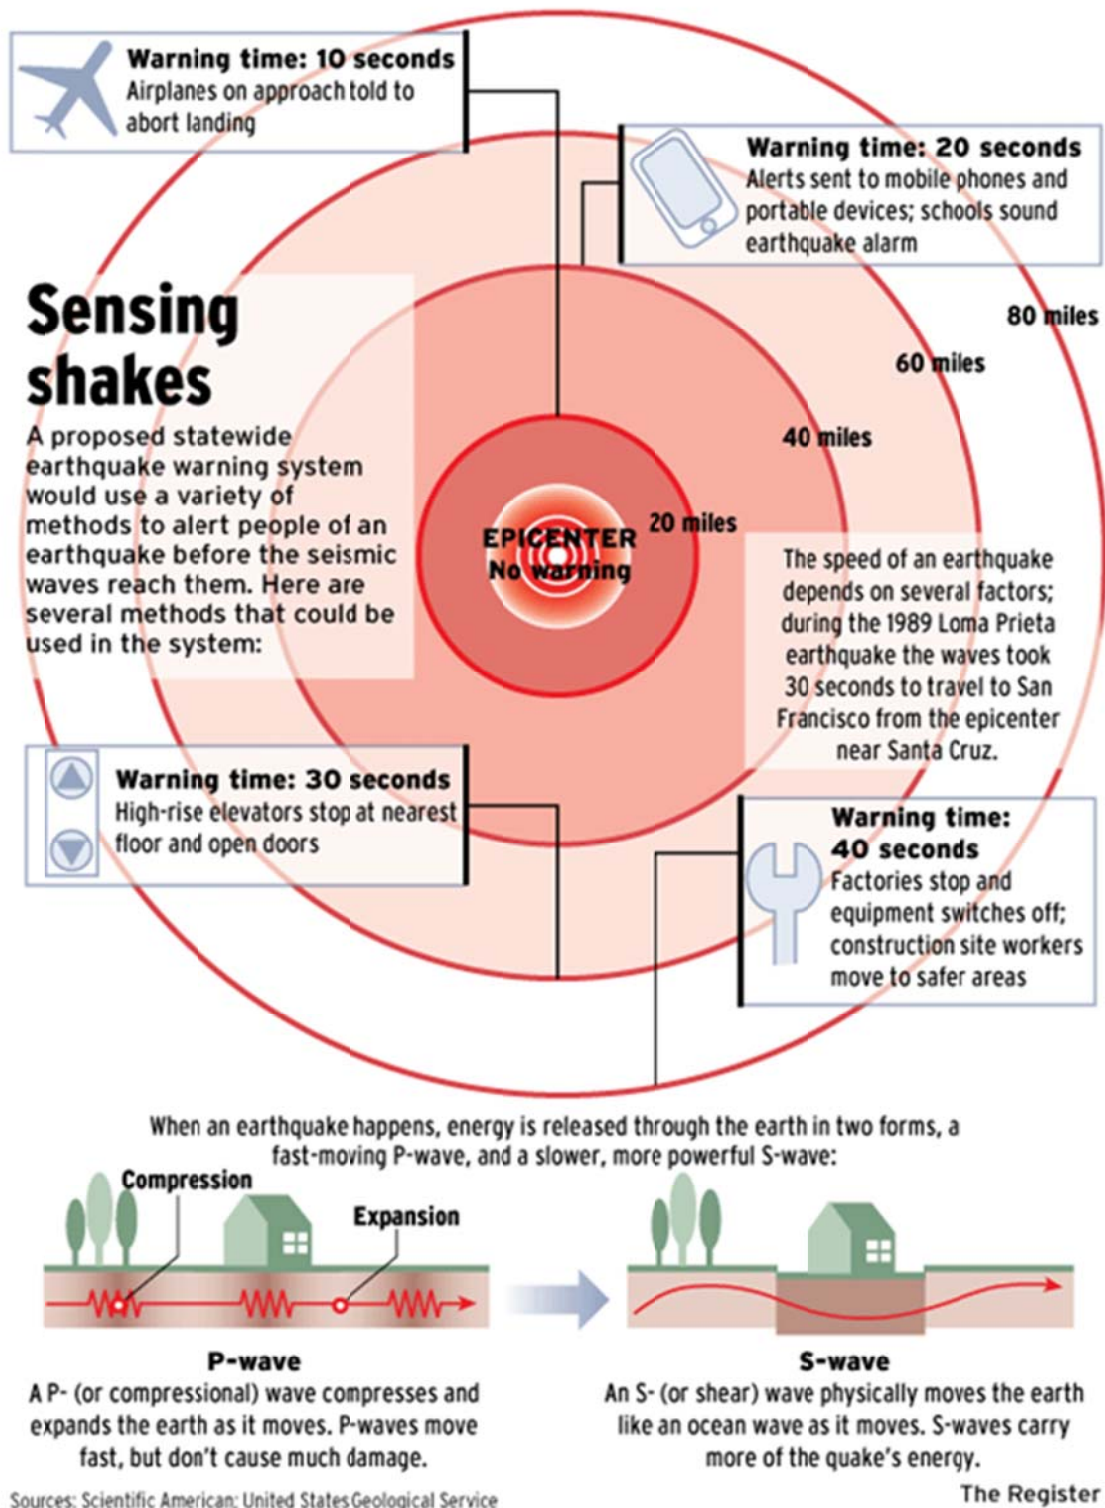 Warning time: 10 seconds
Airplanes on approach told to
abort landing
Warning time: 20 seconds
Alerts sent to mobile phones and
portable devices; schools sound
earthquake alarm
Sensing
shakes
A proposed statewide
earthquake warning system
would use a variety of
methods to alert people of an
earthquake before the seismic
waves reach them. Here are
several methods that could be
used in the system:
80 miles
60 miles
40 miles
20 miles
EPICENTER
No warning
The speed of an earthquake
depends on several factors;
during the 1989 Loma Prieta
earthquake the waves took
30 seconds to travel to San
Francisco from the epicenter
near Santa Cruz.
Warning time: 30 seconds
High-rise elevators stop at nearest
floor and open doors
Warning time:
40 seconds
Factories stop and
equipment switches off;
construction site workers
move to safer areas
When an earthquake happens, energy is released through the earth in two forms, a
fast-moving P-wave, and a slower, more powerful S-wave:
Compression
Expansion
P-wave
A P- (or compressional) wave compresses and
expands the earth as it moves. P-waves move
fast, but don't cause much damage.
S-wave
An S- (or shear) wave physically moves the earth
like an ocean wave as it moves. S-waves carry
more of the quake's energy.
Sources: Scientific American; United States Geological Service
The Register